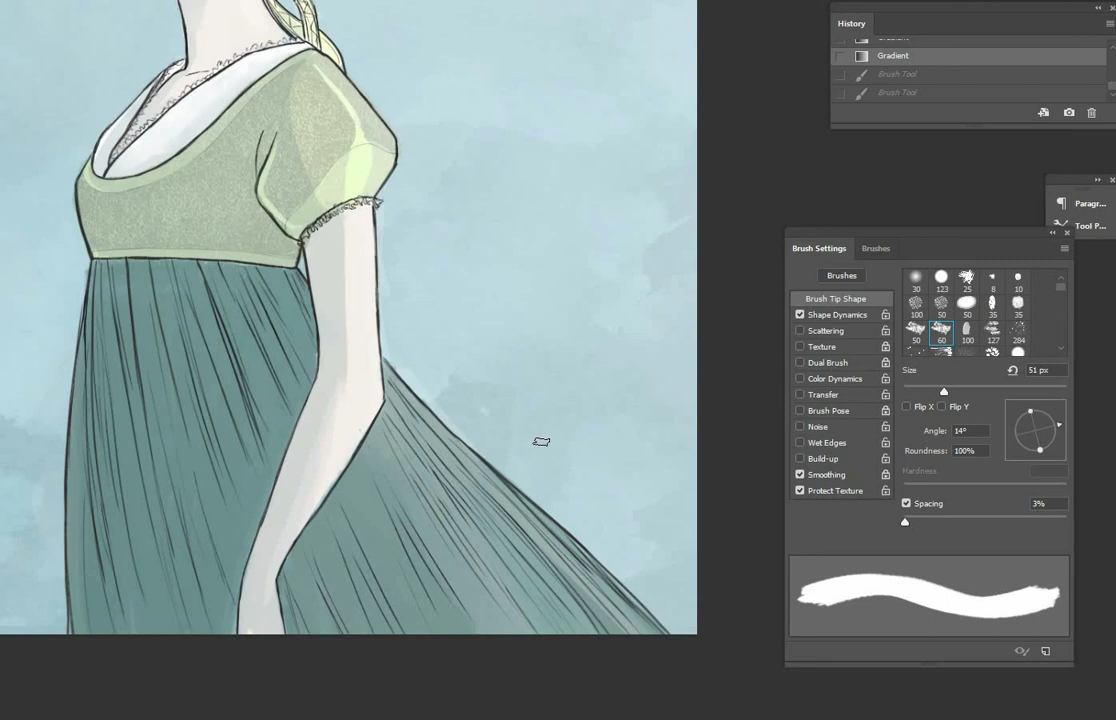 History
Gradient
Gradient
Brush Tool
Brush Tool
Paragr...
Tool P...
Brush Settings
Brushes
Brushes
30 123 25 8 10
Brush Tip Shape
Shape Dynamics
100 50 50 35 35
Scattering
Texture
50 60 100 127 284
Dual Brush
Size
51 px
Color Dynamics
Transfer
Flip X
Flip Y
Brush Pose
Noise
Angle: 14°
Wet Edges
Roundness: 100%
Build-up
Hardness
Smoothing
Protect Texture
Spacing
3%